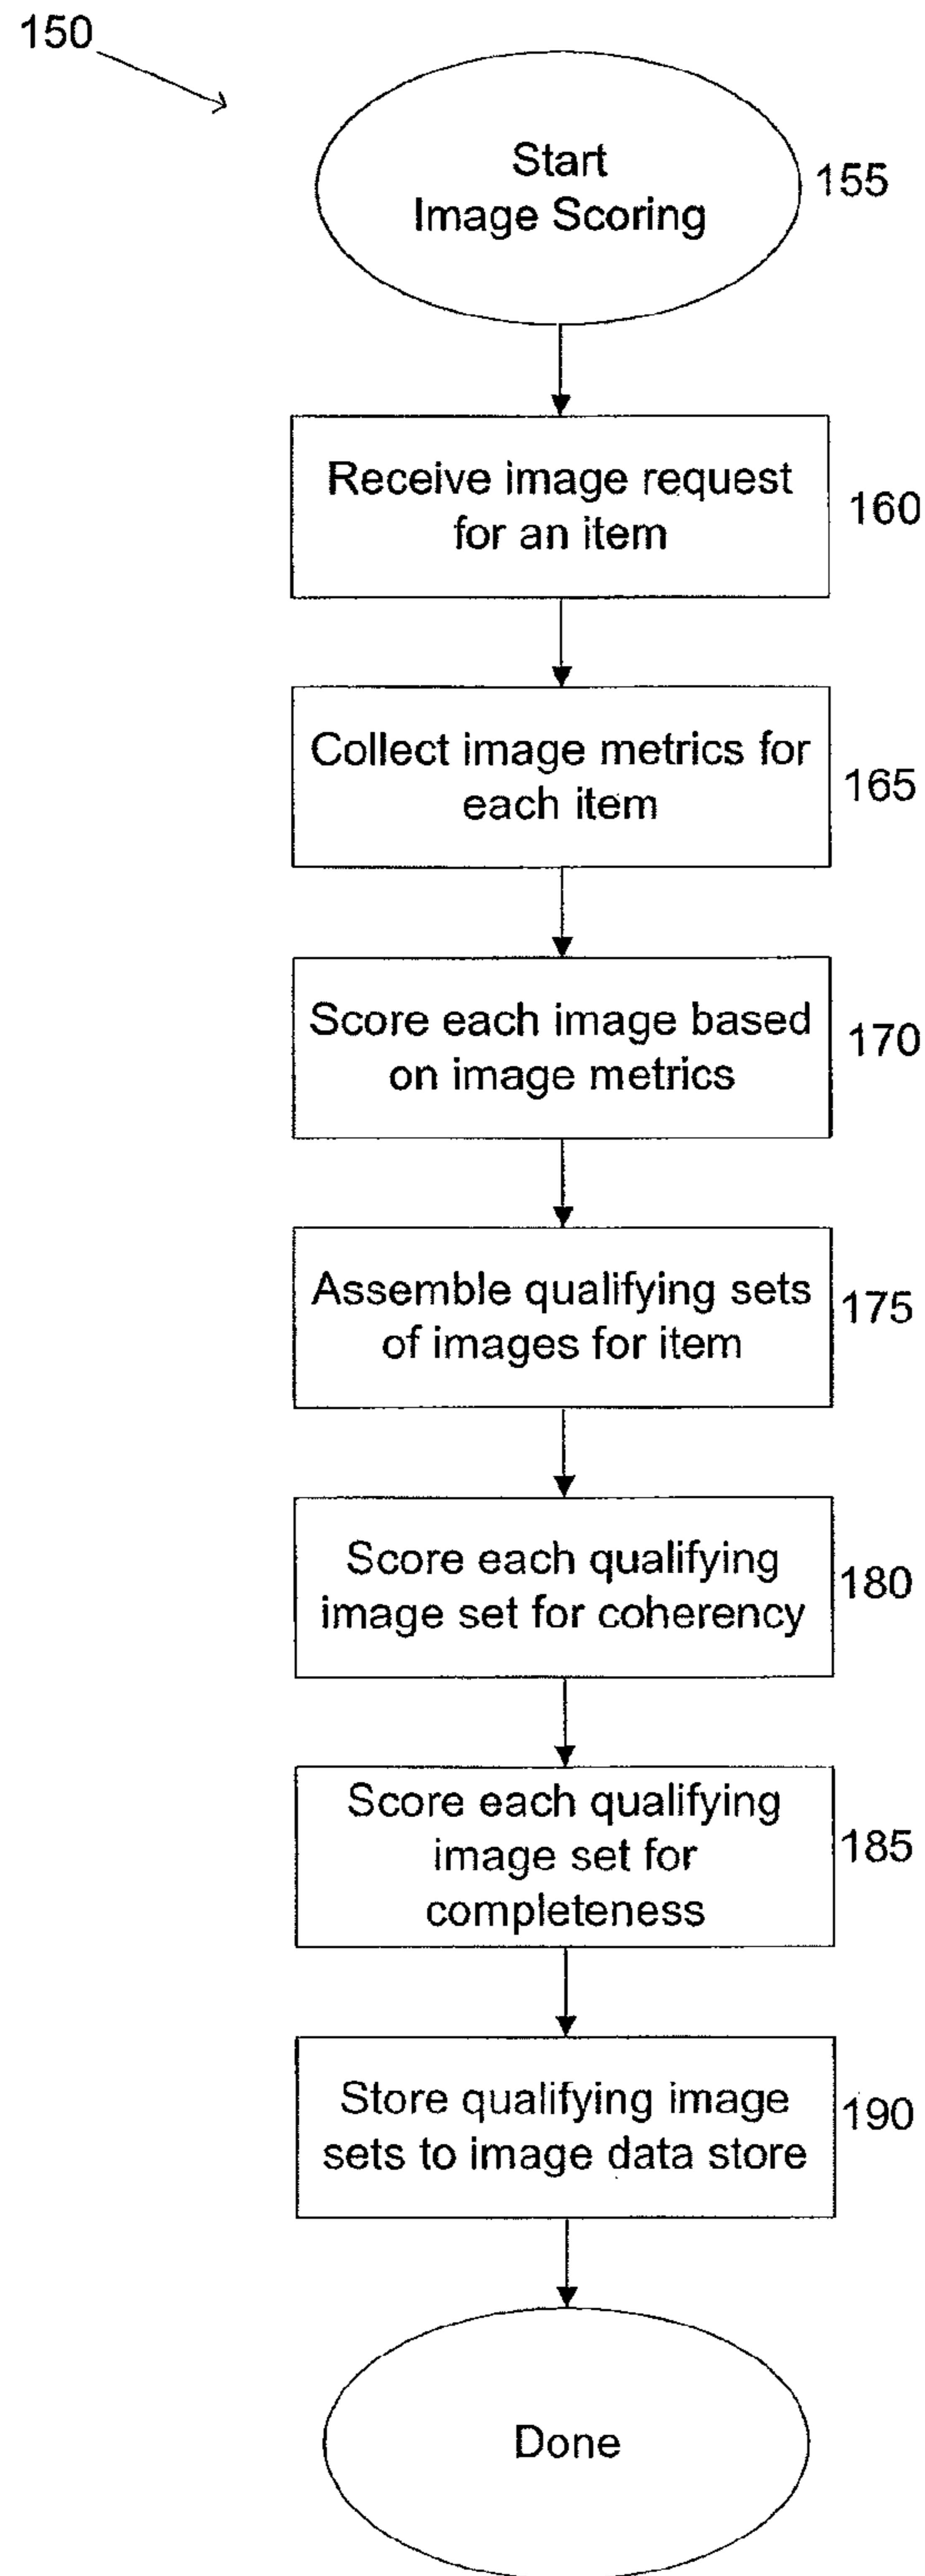 150
Start
Image Scoring
155
Receive image request
for an item
160
Collect image metrics for
each item
165
Score each image based
on image metrics
170
Assemble qualifying sets
of images for item
175
Score each qualifying
image set for coherency
180
Score each qualifying
image set for
completeness
185
Store qualifying image
sets to image data store
190
Done